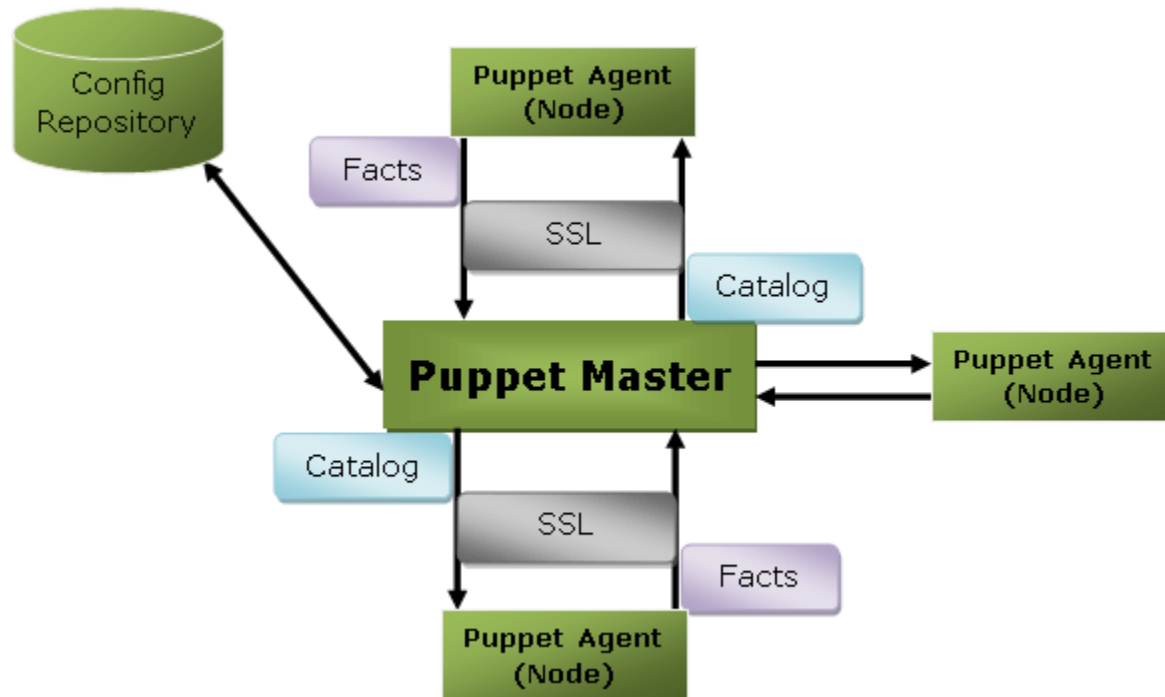 Config
Repository
Puppet Agent
(Node)
Facts
SSL
Catalog
Puppet Master
Puppet Agent
(Node)
Catalog
SSL
Facts
Puppet Agent
(Node)